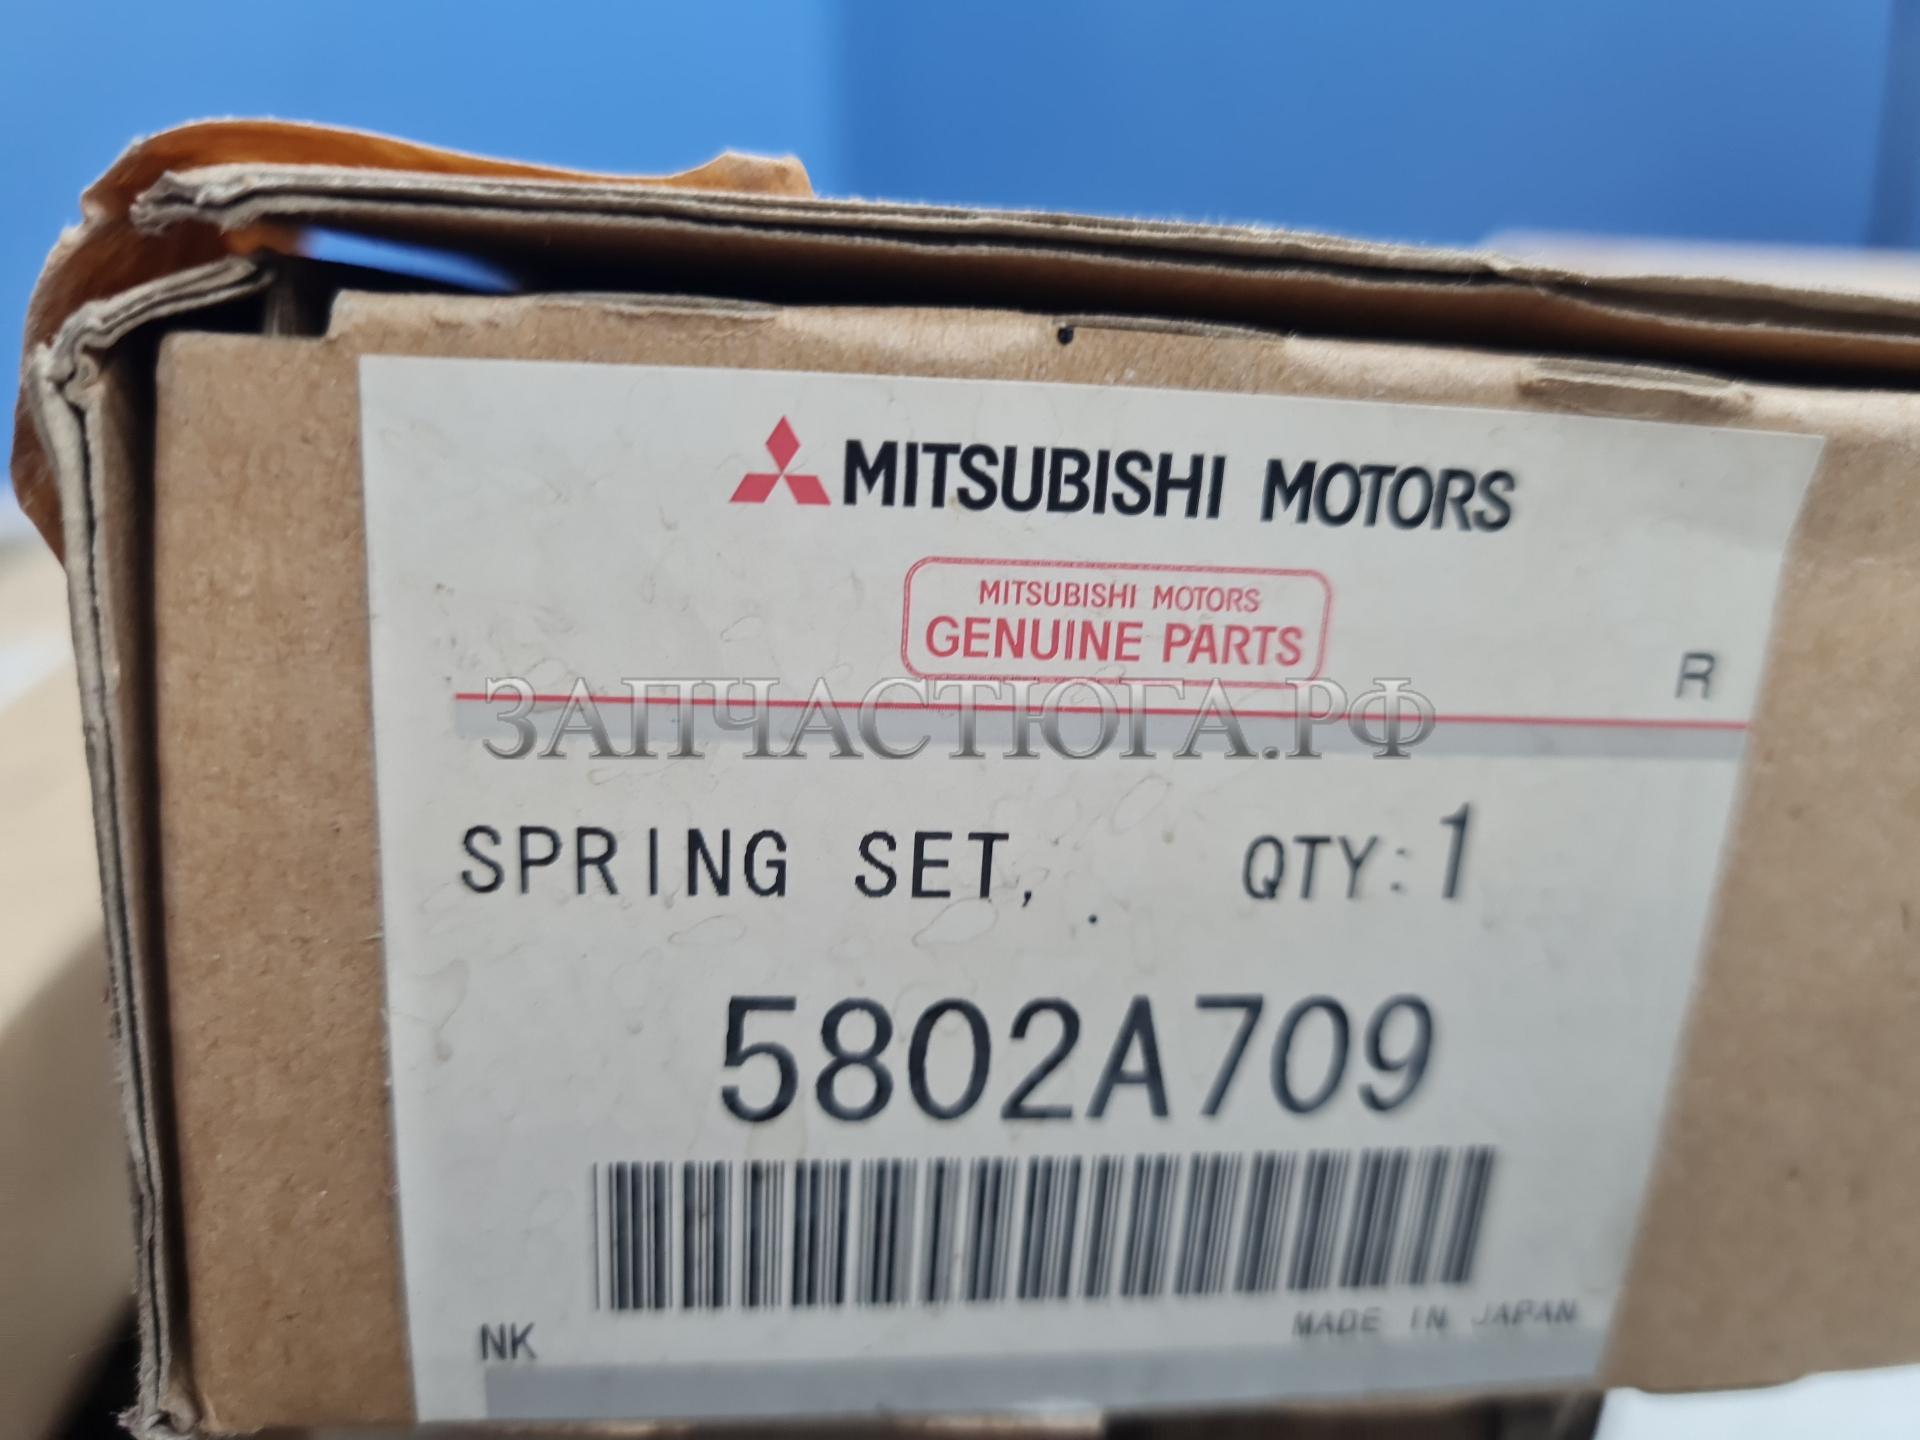 MITSUBISHI MOTORS
MITSUBISHI MOTORS
GENUINE PARTS
R
ЗАПЧАСТЮГА.РФ
SPRING SET, QTY:1
5802A709
NK MADE IN JAPAN